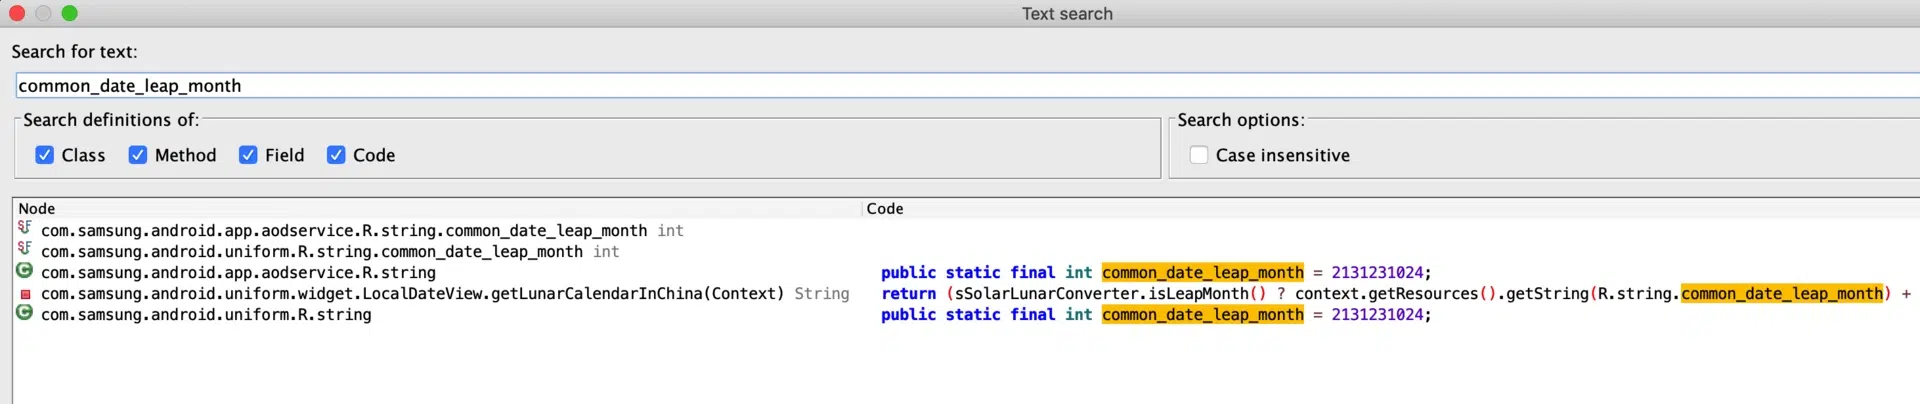 Text search
Search for text:
common_date_leap_month
Search definitions of: Search options:
Class Method Field Code Case insensitive
Node Code
com.samsung.android.app.aodservice.R.string.common_date_leap_month int
com.samsung.android.uniform.R.string.common_date_leap_month int
com.samsung.android.app.aodservice.R.string public static final int common_date_leap_month = 2131231024;
com.samsung.android.uniform.widget.LocalDateView.getLunarCalendarInChina(Context) String return (sSolarLunarConverter.isLeapMonth() ? context.getResources().getString(R.string.common_date_leap_month) +
com.samsung.android.uniform.R.string public static final int common_date_leap_month = 2131231024;